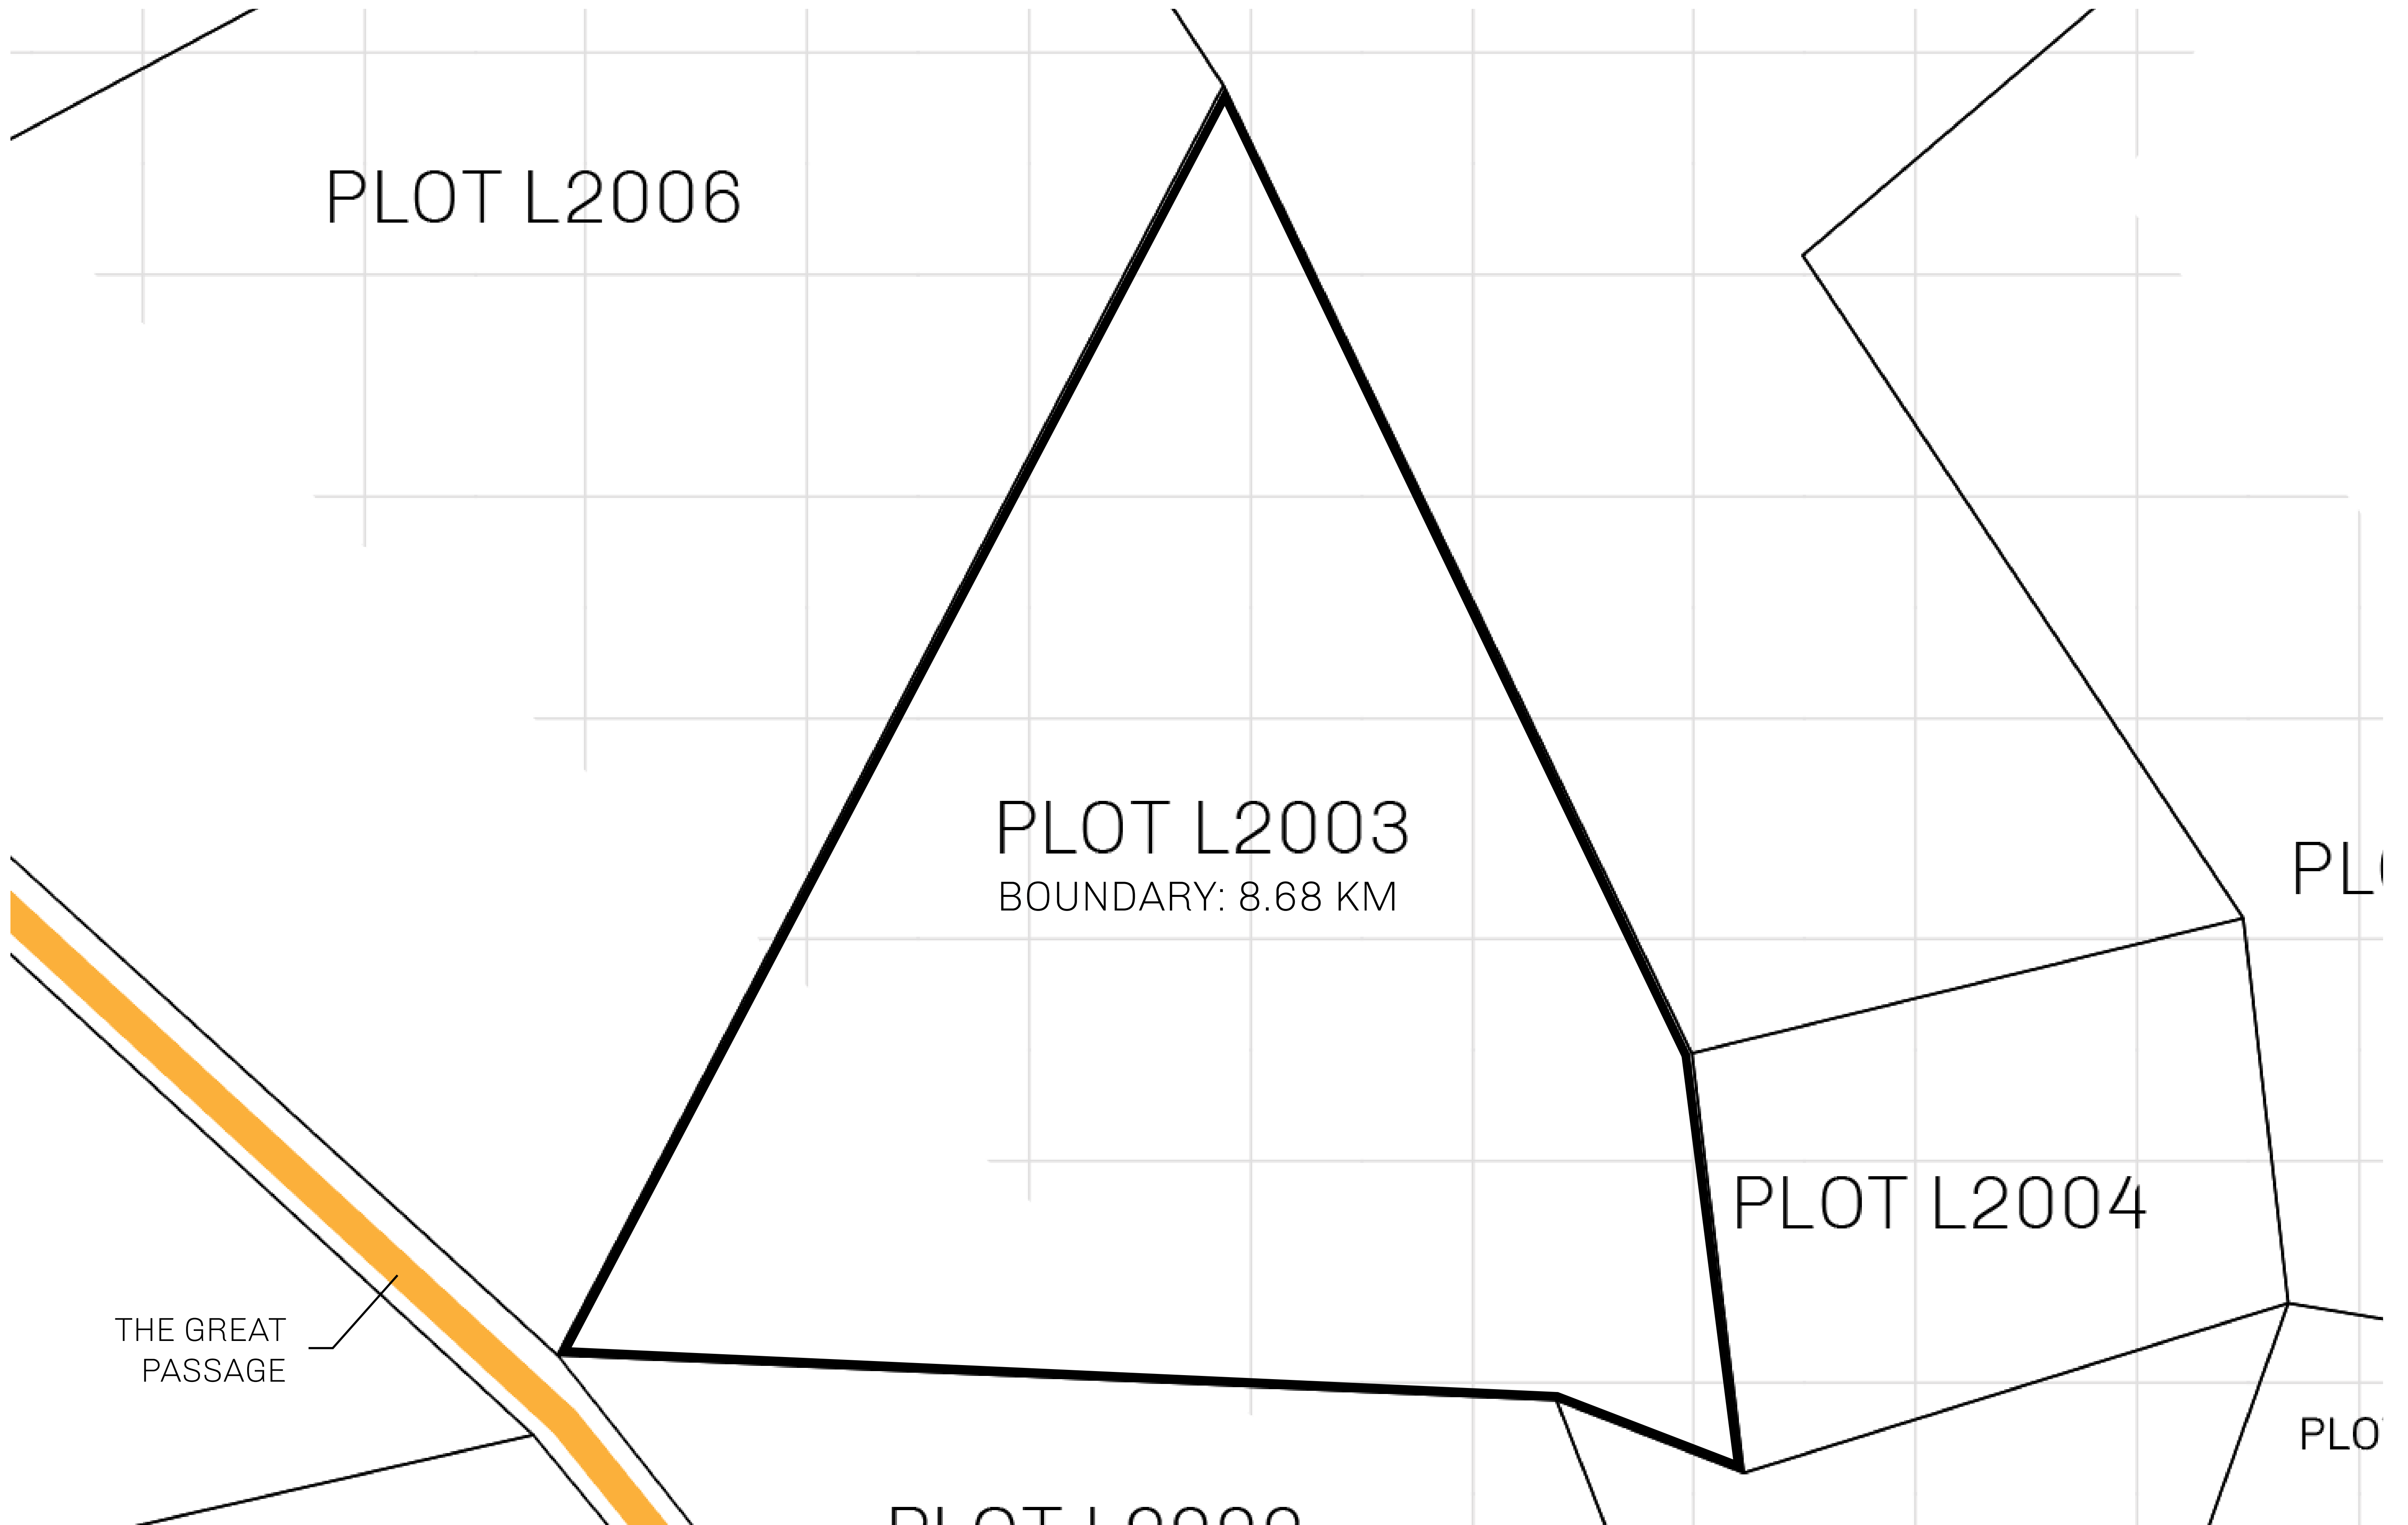 PLOT L2006
PLOT L2003
BOUNDARY: 8.68 KM
PLOT L2004
THE GREAT
PASSAGE